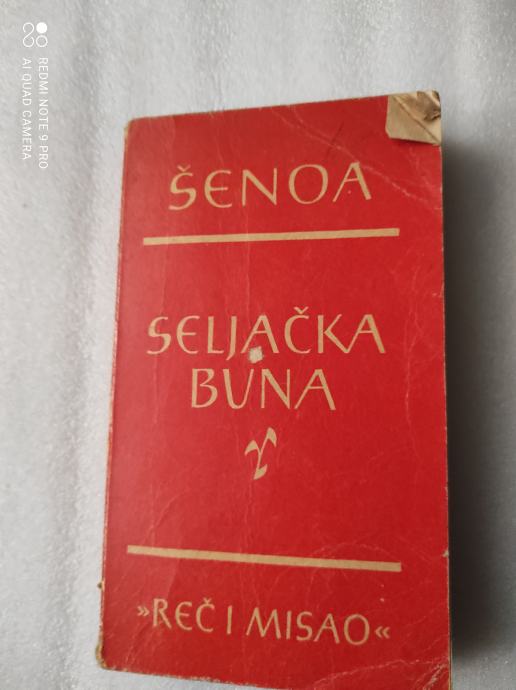 ŠENOA
SELJAČKA
BUNA
»REČ I MISAO«
REDMI NOTE 9 PRO
AI QUAD CAMERA